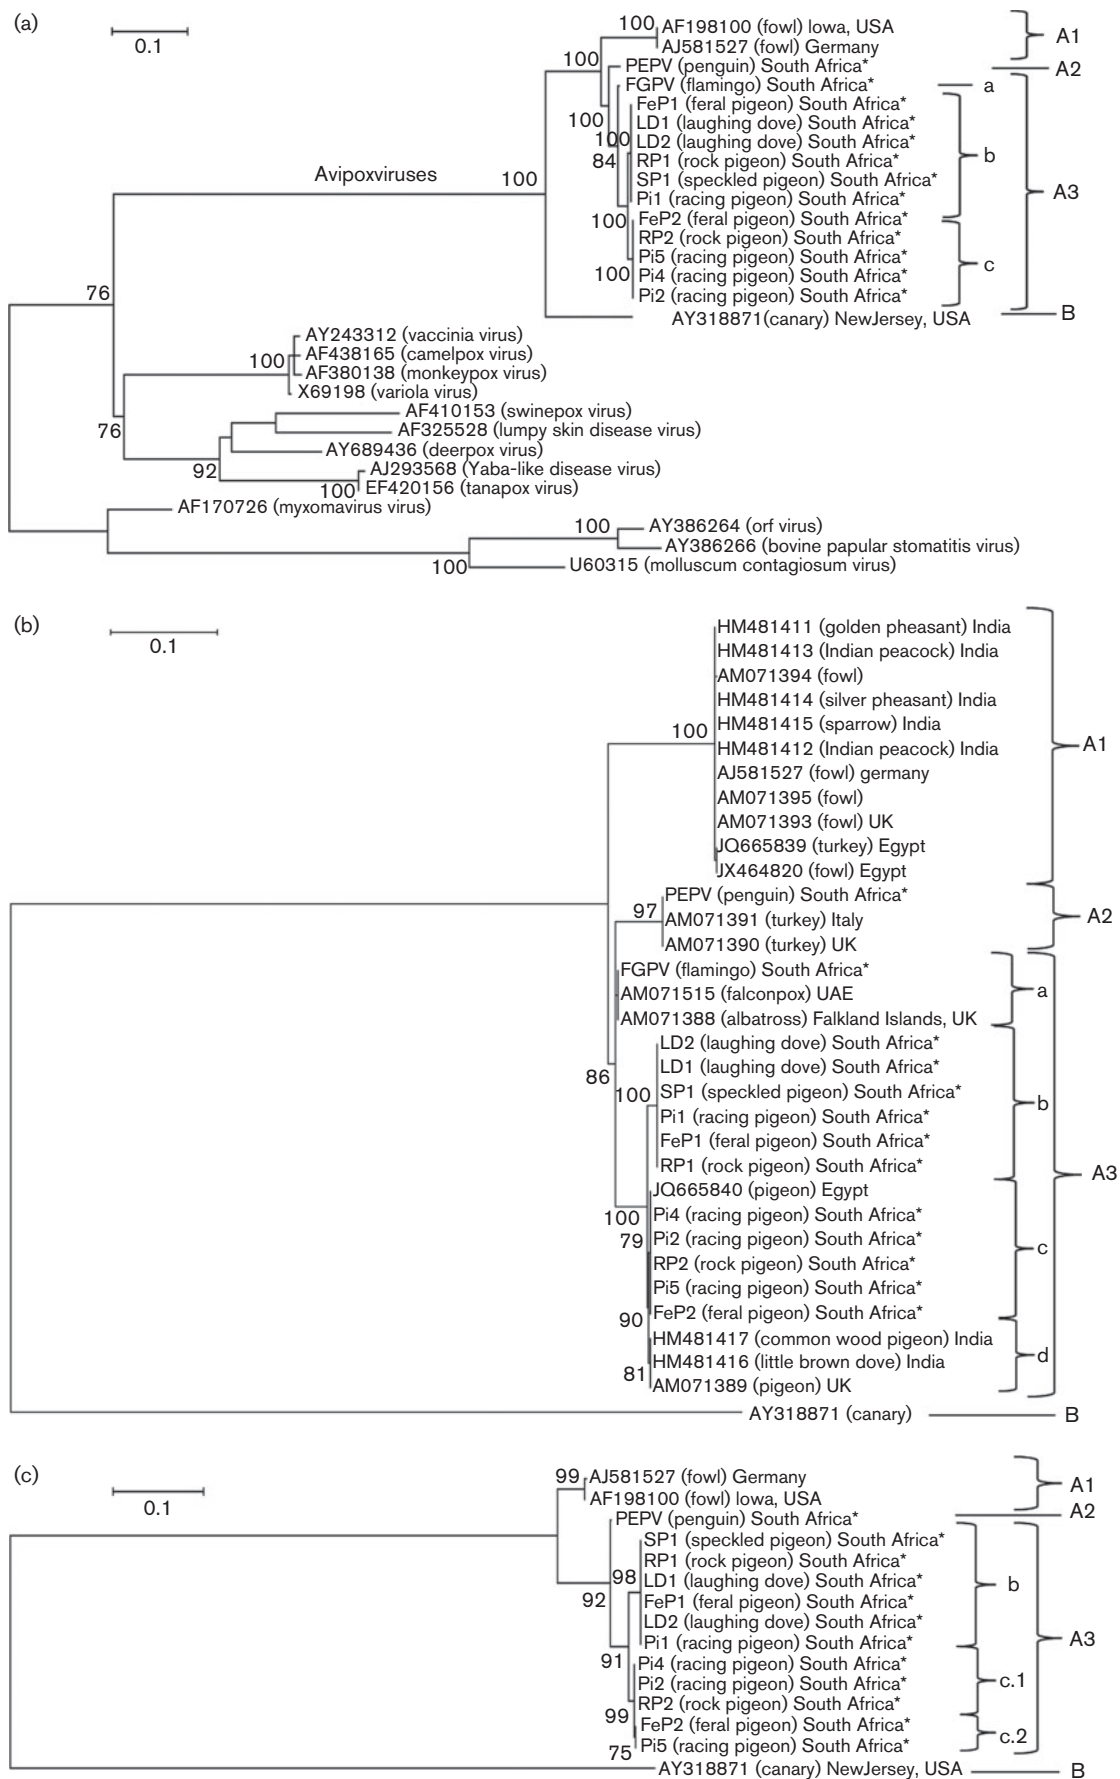 (a)
0.1
100
AF198100 (fowl) Iowa, USA
AJ581527 (fowl) Germany
A1
100
PEPV (penguin) South Africa*
A2
FGPV (flamingo) South Africa*
a
FeP1 (feral pigeon) South Africa*
100
LD1 (laughing dove) South Africa*
100
LD2 (laughing dove) South Africa*
84
RP1 (rock pigeon) South Africa*
b
Avipoxviruses
100
SP1 (speckled pigeon) South Africa*
A3
Pi1 (racing pigeon) South Africa*
100
FeP2 (feral pigeon) South Africa*
RP2 (rock pigeon) South Africa*
Pi5 (racing pigeon) South Africa*
c
100
Pi4 (racing pigeon) South Africa*
Pi2 (racing pigeon) South Africa*
76
AY318871(canary) NewJersey, USA
B
AY243312 (vaccinia virus)
100
AF438165 (camelpox virus)
AF380138 (monkeypox virus)
X69198 (variola virus)
AF410153 (swinepox virus)
76
AF325528 (lumpy skin disease virus)
AY689436 (deerpox virus)
92
AJ293568 (Yaba-like disease virus)
100
EF420156 (tanapox virus)
AF170726 (myxomavirus virus)
100
AY386264 (orf virus)
AY386266 (bovine papular stomatitis virus)
100
U60315 (molluscum contagiosum virus)
(b)
0.1
HM481411 (golden pheasant) India
HM481413 (Indian peacock) India
AM071394 (fowl)
HM481414 (silver pheasant) India
HM481415 (sparrow) India
100
HM481412 (Indian peacock) India
A1
AJ581527 (fowl) germany
AM071395 (fowl)
AM071393 (fowl) UK
JQ665839 (turkey) Egypt
JX464820 (fowl) Egypt
PEPV (penguin) South Africa*
97
AM071391 (turkey) Italy
A2
AM071390 (turkey) UK
FGPV (flamingo) South Africa*
AM071515 (falconpox) UAE
a
AM071388 (albatross) Falkland Islands, UK
LD2 (laughing dove) South Africa*
LD1 (laughing dove) South Africa*
86
100
SP1 (speckled pigeon) South Africa*
b
Pi1 (racing pigeon) South Africa*
FeP1 (feral pigeon) South Africa*
RP1 (rock pigeon) South Africa*
A3
JQ665840 (pigeon) Egypt
100
Pi4 (racing pigeon) South Africa*
79
Pi2 (racing pigeon) South Africa*
c
RP2 (rock pigeon) South Africa*
Pi5 (racing pigeon) South Africa*
90
FeP2 (feral pigeon) South Africa*
HM481417 (common wood pigeon) India
HM481416 (little brown dove) India
d
81
AM071389 (pigeon) UK
AY318871 (canary)
B
(c)
0.1
99
AJ581527 (fowl) Germany
A1
AF198100 (fowl) Iowa, USA
PEPV (penguin) South Africa*
A2
SP1 (speckled pigeon) South Africa*
RP1 (rock pigeon) South Africa*
98
LD1 (laughing dove) South Africa*
b
92
FeP1 (feral pigeon) South Africa*
LD2 (laughing dove) South Africa*
Pi1 (racing pigeon) South Africa*
A3
91
Pi4 (racing pigeon) South Africa*
Pi2 (racing pigeon) South Africa*
c.1
RP2 (rock pigeon) South Africa*
99
FeP2 (feral pigeon) South Africa*
c.2
75
Pi5 (racing pigeon) South Africa*
AY318871 (canary) NewJersey, USA
B